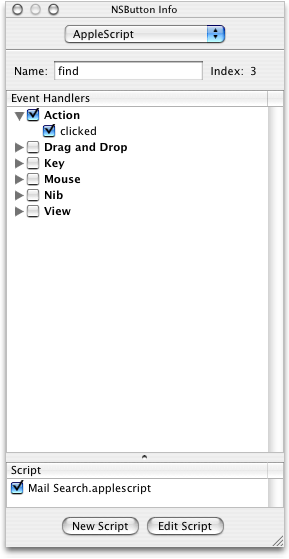 NSButton Info
AppleScript
Name: find Index: 3
Event Handlers
Action
clicked
Drag and Drop
Key
Mouse
Nib
View
Script
Mail Search.applescript
New Script Edit Script